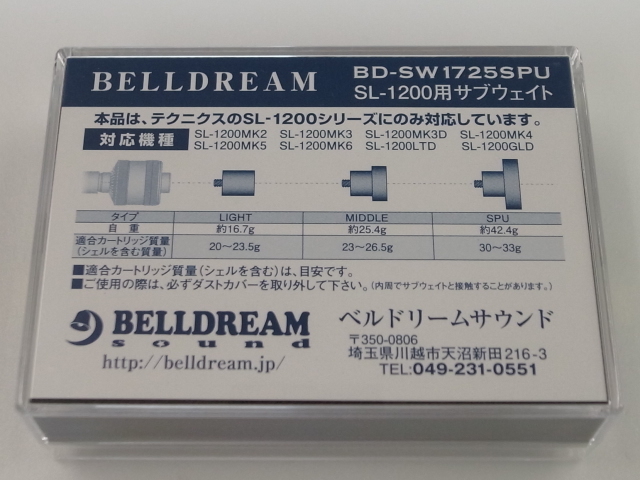 BELLDREAM
BD-SW1725SPU
SL-1200用サブウェイト
本品は、テクニクスのSL-1200シリーズにのみ対応しています。
対応機種
SL-1200MK2 SL-1200MK3 SL-1200MK3D SL-1200MK4
SL-1200MK5 SL-1200MK6 SL-1200LTD SL-1200GLD
タイプ LIGHT MIDDLE SPU
自重 約16.7g 約25.4g 約42.4g
適合カートリッジ質量
(シェルを含む質量) 20～23.5g 23～26.5g 30～33g
■適合カートリッジ質量(シェルを含む)は、目安です。
■ご使用の際は、必ずダストカバーを取り外して下さい。(内周でサブウェイトと接触することがあります。)
BELLDREAM
sound
http://belldream.jp/
ベルドリームサウンド
〒350-0806
埼玉県川越市天沼新田216-3
TEL:049-231-0551